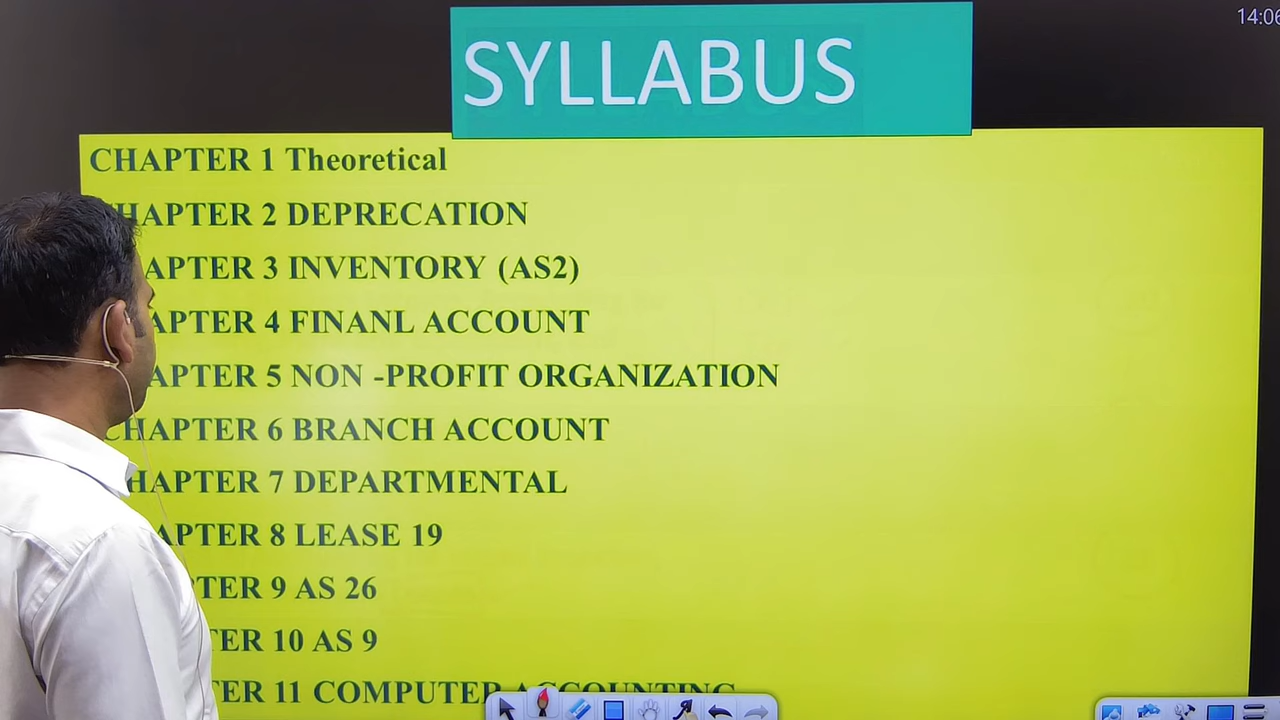 14:06
SYLLABUS
CHAPTER 1 Theoretical
CHAPTER 2 DEPRECATION
APTER 3 INVENTORY (AS2)
APTER 4 FINANL ACCOUNT
APTER 5 NON -PROFIT ORGANIZATION
CHAPTER 6 BRANCH ACCOUNT
HAPTER 7 DEPARTMENTAL
APTER 8 LEASE 19
TER 9 AS 26
TER 10 AS 9
TER 11 COMPUTER ACCOUNTING